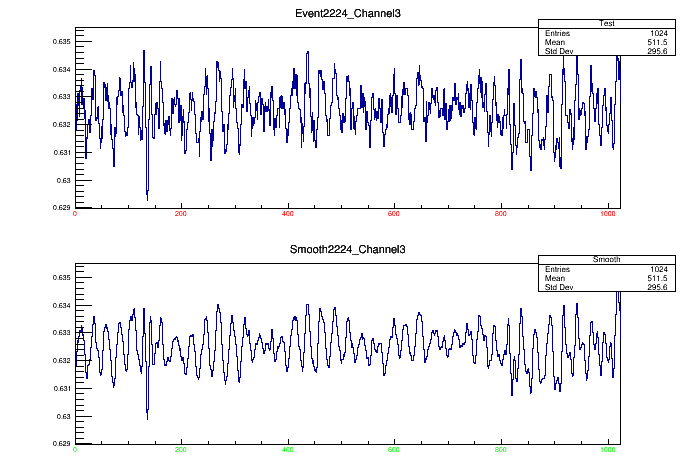 Event2224_Channel3
Test
Entries 1024
Mean 511.5
Std Dev 295.6
0.635
0.634
0.633
0.632
0.631
0.63
0.629
0 200 400 600 800 1000
Smooth2224_Channel3
Smooth
Entries 1024
Mean 511.5
Std Dev 295.6
0.635
0.634
0.633
0.632
0.631
0.63
0.629
0 200 400 600 800 1000